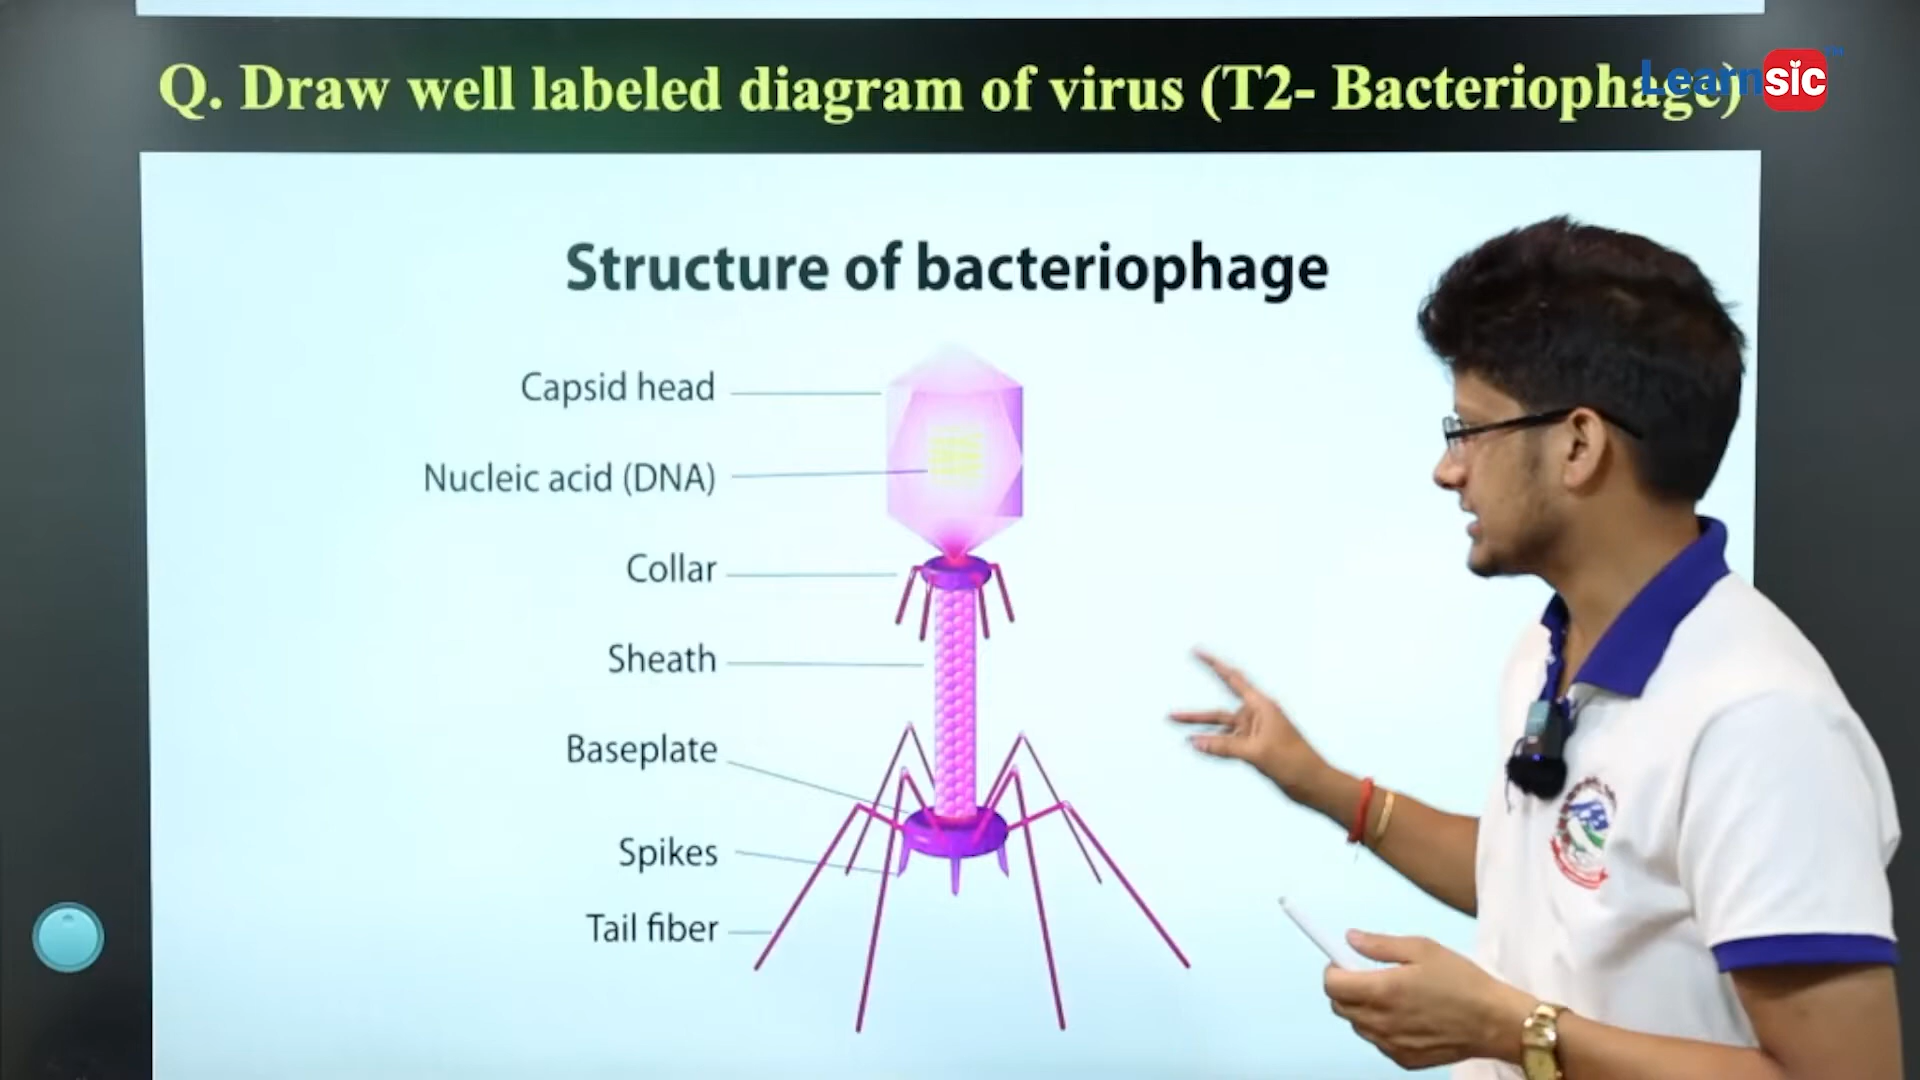 Q. Draw well labeled diagram of virus (T2- Bacteriophage)
Learnsic
Structure of bacteriophage
Capsid head
Nucleic acid (DNA)
Collar
Sheath
Baseplate
Spikes
Tail fiber